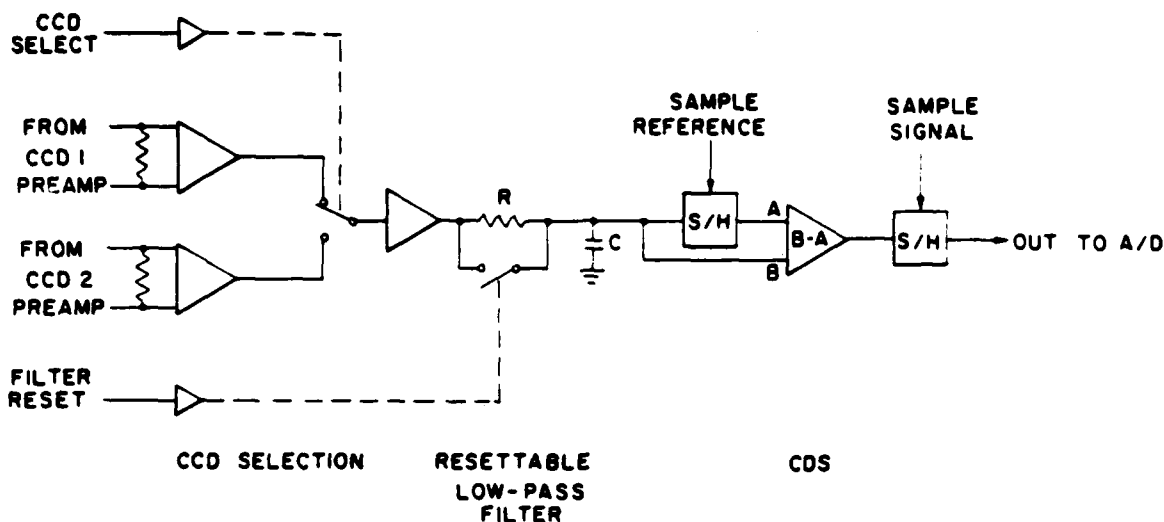 CCD
SELECT
FROM
CCD 1
PREAMP
FROM
CCD 2
PREAMP
FILTER
RESET
R
C
SAMPLE
REFERENCE
S/H
A
B-A
B
SAMPLE
SIGNAL
S/H
OUT TO A/D
CCD SELECTION
RESETTABLE
LOW-PASS
FILTER
CDS